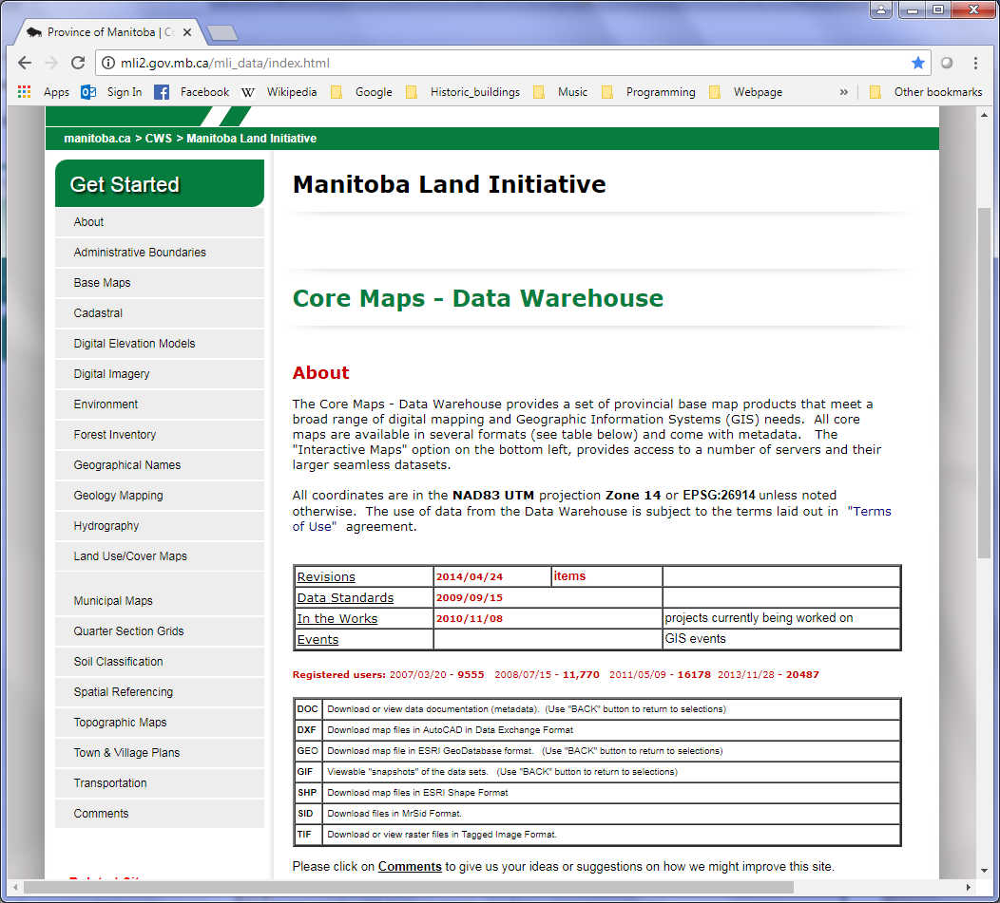 Province of Manitoba | Co
mli2.gov.mb.ca/mli_data/index.html
Apps Sign In Facebook Wikipedia Google Historic_buildings Music Programming Webpage » Other bookmarks
manitoba.ca > CWS > Manitoba Land Initiative
Get Started
About
Administrative Boundaries
Base Maps
Cadastral
Digital Elevation Models
Digital Imagery
Environment
Forest Inventory
Geographical Names
Geology Mapping
Hydrography
Land Use/Cover Maps
Municipal Maps
Quarter Section Grids
Soil Classification
Spatial Referencing
Topographic Maps
Town & Village Plans
Transportation
Comments
Manitoba Land Initiative
Core Maps - Data Warehouse
About
The Core Maps - Data Warehouse provides a set of provincial base map products that meet a
broad range of digital mapping and Geographic Information Systems (GIS) needs. All core
maps are available in several formats (see table below) and come with metadata. The
"Interactive Maps" option on the bottom left, provides access to a number of servers and their
larger seamless datasets.
All coordinates are in the NAD83 UTM projection Zone 14 or EPSG:26914 unless noted
otherwise. The use of data from the Data Warehouse is subject to the terms laid out in "Terms
of Use" agreement.
Revisions 2014/04/24 items
Data Standards 2009/09/15
In the Works 2010/11/08 projects currently being worked on
Events GIS events
Registered users: 2007/03/20 - 9555 2008/07/15 - 11,770 2011/05/09 - 16178 2013/11/28 - 20487
DOC Download or view data documentation (metadata). (Use "BACK" button to return to selections)
DXF Download map files in AutoCAD in Data Exchange Format
GEO Download map file in ESRI GeoDatabase format. (Use "BACK" button to return to selections)
GIF Viewable "snapshots" of the data sets. (Use "BACK" button to return to selections)
SHP Download map files in ESRI Shape Format
SID Download files in MrSid Format.
TIF Download or view raster files in Tagged Image Format.
Please click on Comments to give us your ideas or suggestions on how we might improve this site.